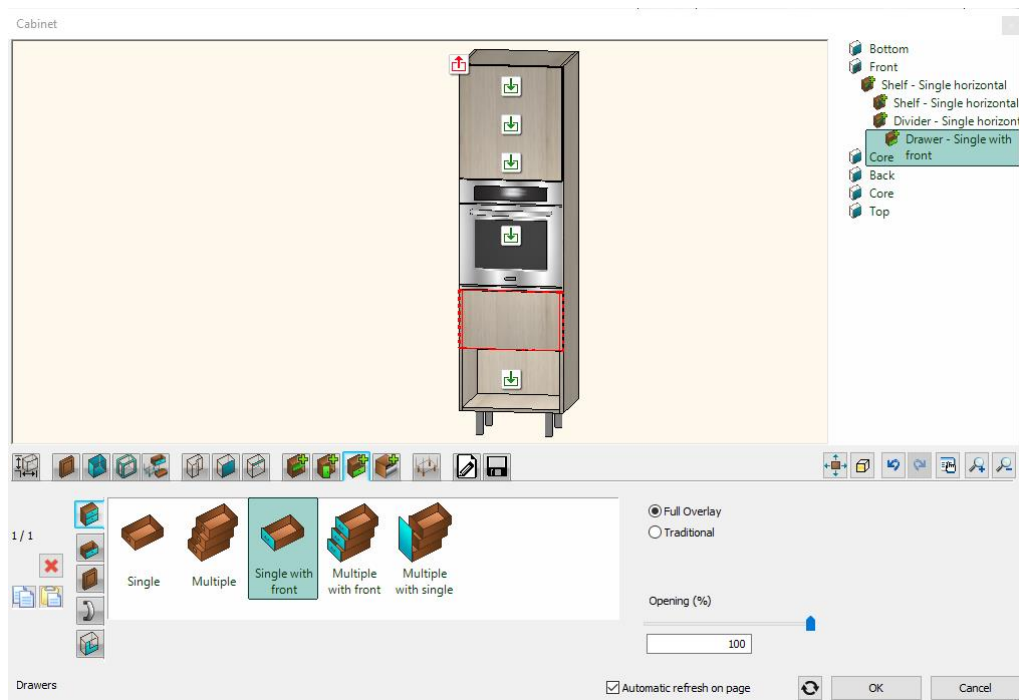 Cabinet
Bottom
Front
Shelf - Single horizontal
Shelf - Single horizontal
Divider - Single horizont
Drawer - Single with
front
Core
Back
Core
Top
1 / 1
Single
Multiple
Single with
front
Multiple
with front
Multiple
with single
Full Overlay
Traditional
Opening (%)
100
Drawers
Automatic refresh on page
OK
Cancel